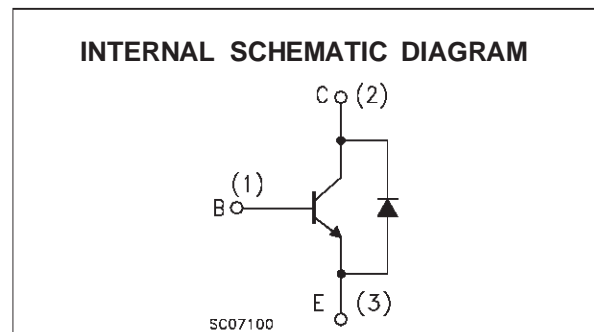 INTERNAL SCHEMATIC DIAGRAM
C (2)
(1)
B
E (3)
SC07100